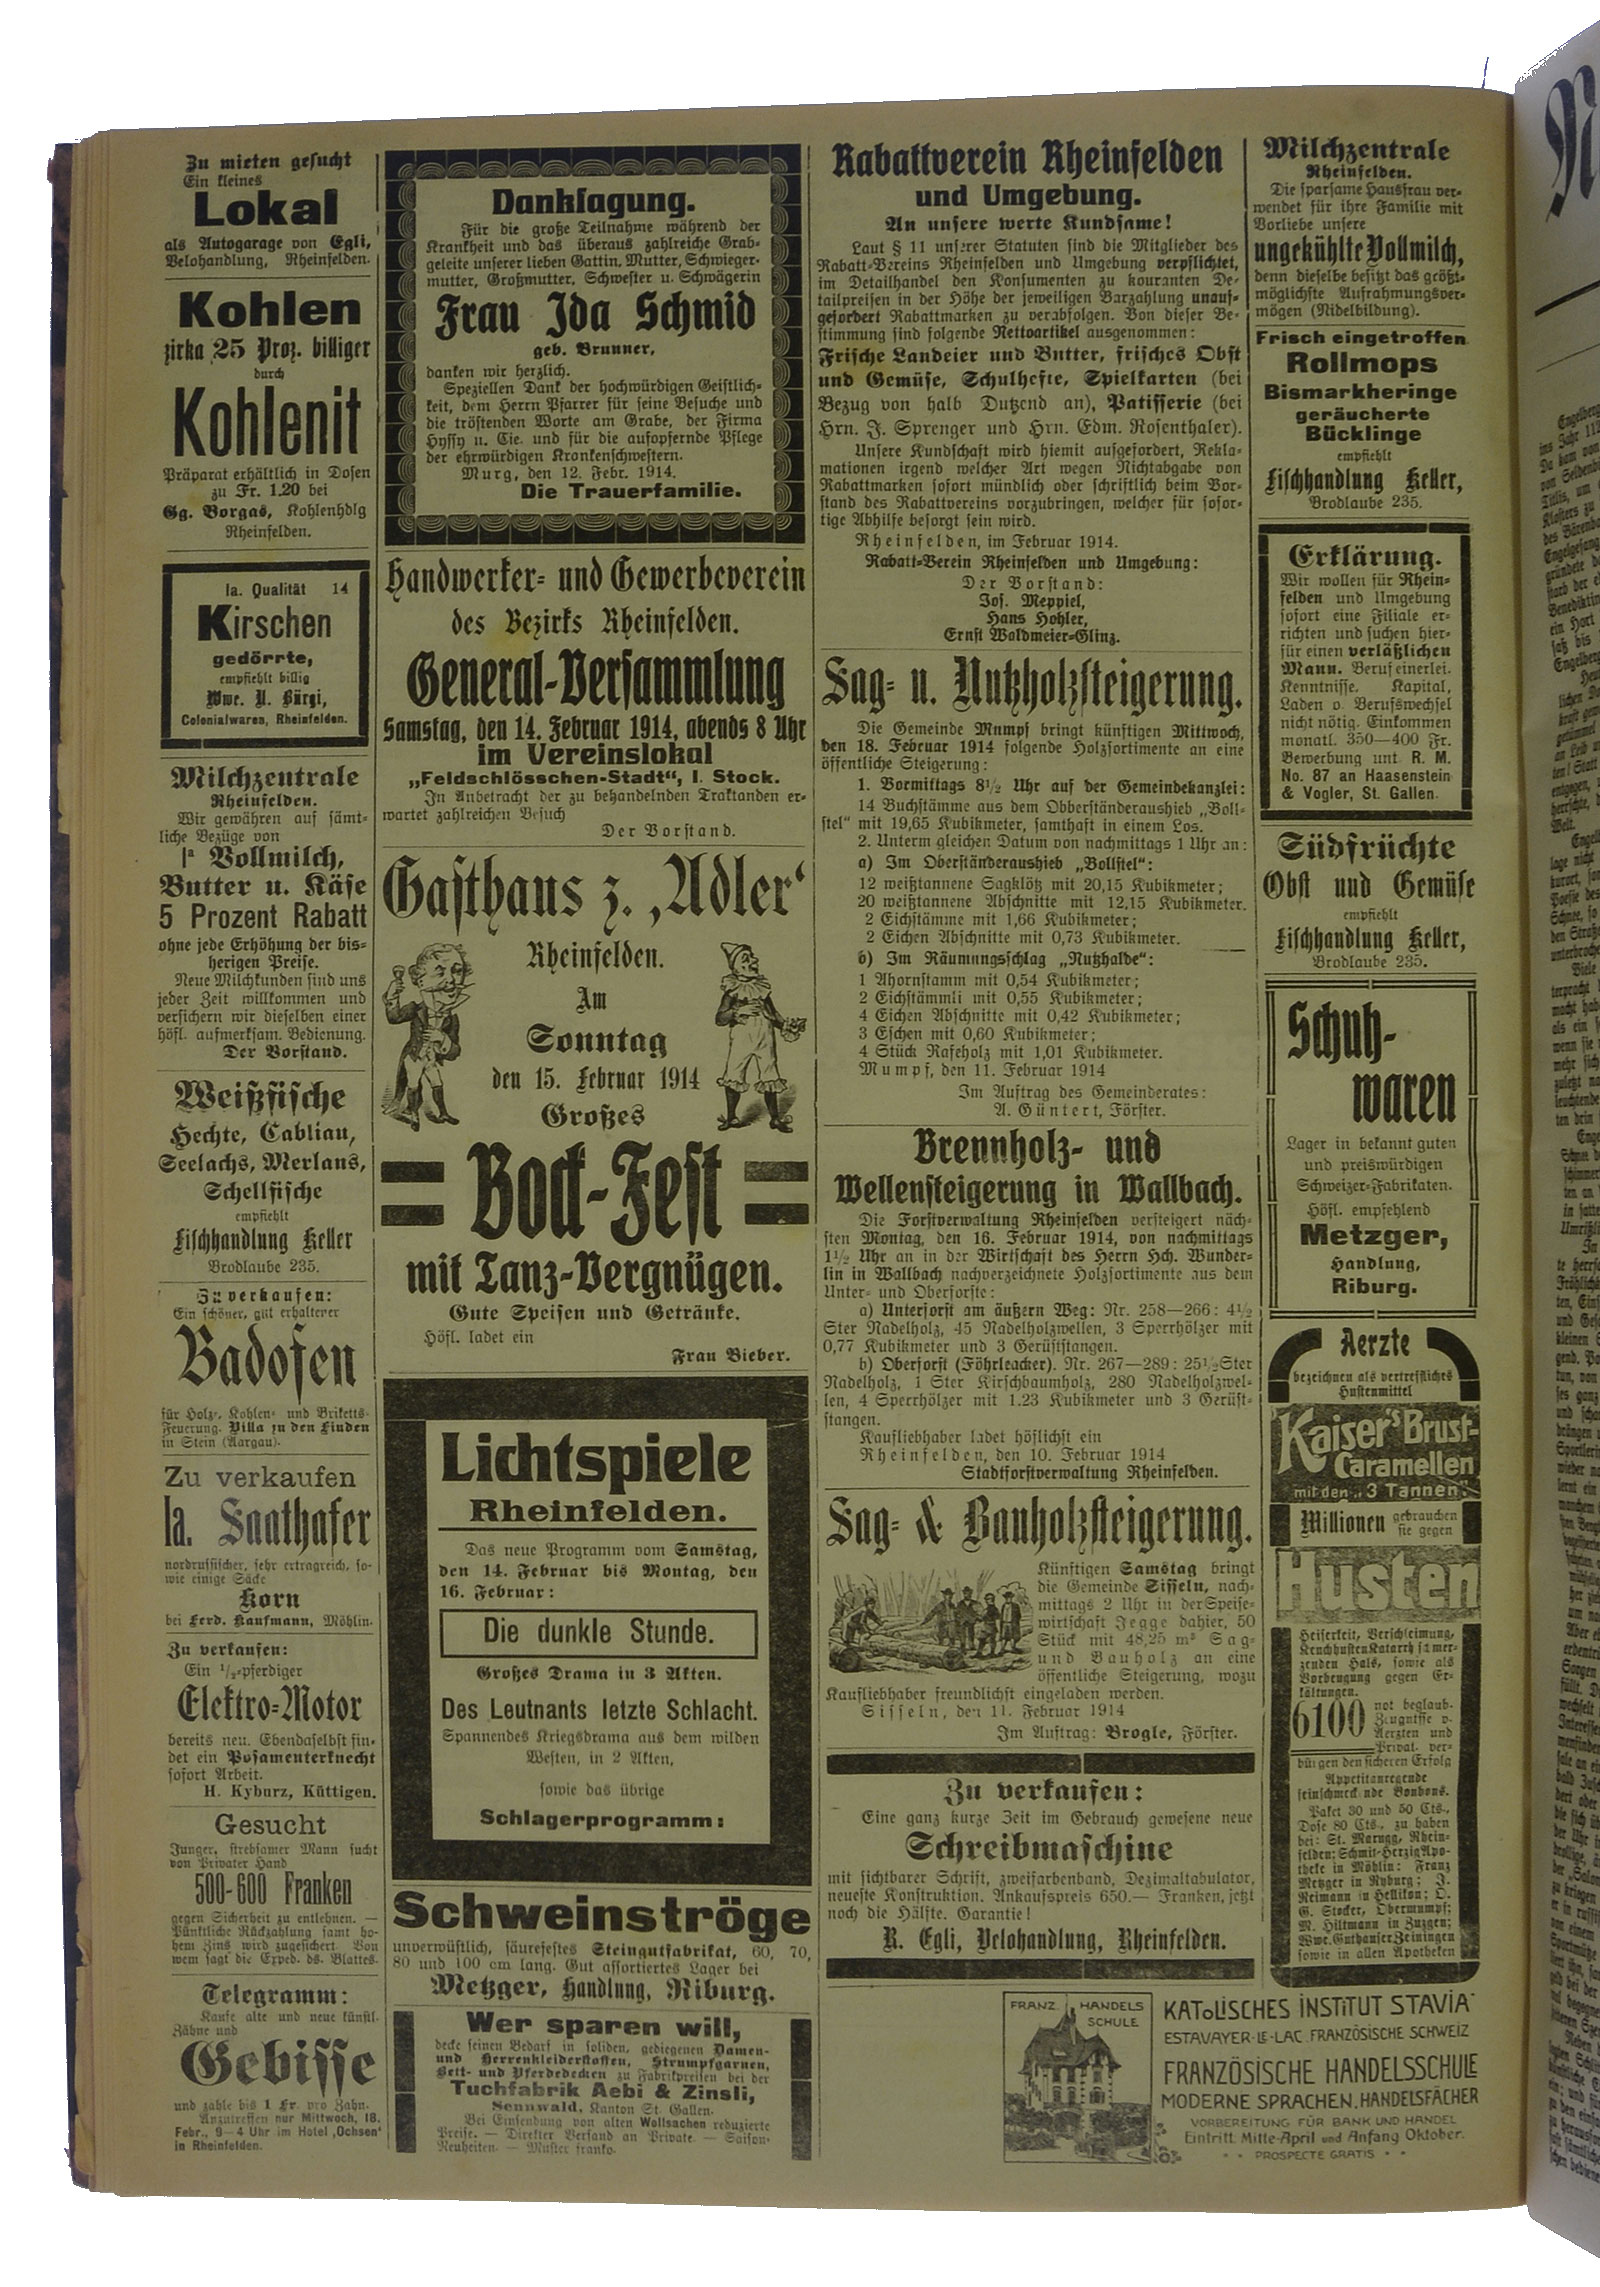 Zu mieten gesucht
Ein kleines
Lokal
als Autogarage von Egli,
Velohandlung, Rheinfelden.
Kohlen
zirka 25 Proz. billiger
durch
Kohlenit
Präparat erhältlich in Dosen
zu Fr. 1.20 bei
Gg. Borgas, Kohlenhdlg
Rheinfelden.
Ia. Qualität 14
Kirschen
gedörrte,
empfiehlt billig
Wwe. A. Bürgi,
Colonialwaren, Rheinfelden.
Milchzentrale
Rheinfelden.
Wir gewähren auf sämt-
liche Bezüge von
Ia Vollmilch,
Butter u. Käse
5 Prozent Rabatt
ohne jede Erhöhung der bis-
herigen Preise.
Neue Milchkunden sind uns
jeder Zeit willkommen und
versichern wir dieselben einer
höfl. aufmerksam. Bedienung.
Der Vorstand.
Weißfische
Hechte, Cabliau,
Seelachs, Merlans,
Schellfische
empfiehlt
Fischhandlung Keller
Brodlaube 235.
Zu verkaufen:
Ein schöner, gut erhaltener
Badofen
für Holz-, Kohlen- und Briketts-
Feuerung. Villa zu den Linden
in Stein (Aargau).
Zu verkaufen
Ia. Saathafer
nordrussischer, sehr ertragreich, so-
wie einige Säcke
Korn
bei Ferd. Kaufmann, Möhlin.
Zu verkaufen:
Ein 1/2-pferdiger
Elektro-Motor
bereits neu. Ebendaselbst fin-
det ein Posamenterknecht
sofort Arbeit.
H. Kyburz, Küttigen.
Gesucht
Junger, strebsamer Mann sucht
von Privater Hand
500-600 Franken
gegen Sicherheit zu entlehnen. —
Pünktliche Rückzahlung samt ho-
hem Zins wird zugesichert. Von
wem sagt die Exped. ds. Blattes.
Telegramm:
Kaufe alte und neue künstl.
Zähne und
Gebisse
und zahle bis 1 Fr. pro Zahn.
Anzutreffen nur Mittwoch, 18.
Febr., 9—4 Uhr im Hotel ‚Ochsen‘
in Rheinfelden.
Danksagung.
Für die große Teilnahme während der
Krankheit und das überaus zahlreiche Grab-
geleite unserer lieben Gattin, Mutter, Schwieger-
mutter, Großmutter, Schwester u. Schwägerin
Frau Ida Schmid
geb. Brunner,
danken wir herzlich.
Speziellen Dank der hochwürdigen Geistlich-
keit, dem Herrn Pfarrer für seine Besuche und
die tröstenden Worte am Grabe, der Firma
Hyssy u. Cie. und für die aufopfernde Pflege
der ehrwürdigen Krankenschwestern.
Murg, den 12. Febr. 1914.
Die Trauerfamilie.
Handwerker- und Gewerbeverein
des Bezirks Rheinfelden.
General-Versammlung
Samstag, den 14. Februar 1914, abends 8 Uhr
im Vereinslokal
„Feldschlösschen-Stadt“, I. Stock.
In Anbetracht der zu behandelnden Traktanden er-
wartet zahlreichen Besuch
Der Vorstand.
Gasthaus z. ‚Adler‘
Rheinfelden.
Am
Sonntag
den 15. Februar 1914
Großes
Bock-Fest
mit Tanz-Vergnügen.
Gute Speisen und Getränke.
Höfl. ladet ein
Frau Bieber.
Lichtspiele
Rheinfelden.
Das neue Programm vom Samstag,
den 14. Februar bis Montag, den
16. Februar:
Die dunkle Stunde.
Großes Drama in 3 Akten.
Des Leutnants letzte Schlacht.
Spannendes Kriegsdrama aus dem wilden
Westen, in 2 Akten,
sowie das übrige
Schlagerprogramm:
Schweinströge
unverwüstlich, säurefestes Steingutfabrikat, 60, 70,
80 und 100 cm lang. Gut assortiertes Lager bei
Metzger, Handlung, Riburg.
Wer sparen will,
decke seinen Bedarf in soliden, gediegenen Damen-
und Herrenkleiderstoffen, Strumpfgarnen,
Bett- und Pferdedecken zu Fabrikpreisen bei der
Tuchfabrik Aebi & Zinsli,
Sennwald, Kanton St. Gallen.
Bei Einsendung von alten Wollsachen reduzierte
Preise. — Direkter Versand an Private. — Saison-
Neuheiten. — Muster franko.
Rabattverein Rheinfelden
und Umgebung.
An unsere werte Kundsame!
Laut § 11 unserer Statuten sind die Mitglieder des
Rabatt-Vereins Rheinfelden und Umgebung verpflichtet,
im Detailhandel den Konsumenten zu kouranten De-
tailpreisen in der Höhe der jeweiligen Barzahlung unauf-
gefordert Rabattmarken zu verabfolgen. Von dieser Be-
stimmung sind folgende Nettoartikel ausgenommen:
Frische Landeier und Butter, frisches Obst
und Gemüse, Schulhefte, Spielkarten (bei
Bezug von halb Dutzend an), Patisserie (bei
Hrn. J. Sprenger und Hrn. Edm. Rosenthaler).
Unsere Kundschaft wird hiemit aufgefordert, Rekla-
mationen irgend welcher Art wegen Nichtabgabe von
Rabattmarken sofort mündlich oder schriftlich beim Vor-
stand des Rabattvereins vorzubringen, welcher für sofor-
tige Abhilfe besorgt sein wird.
Rheinfelden, im Februar 1914.
Rabatt-Verein Rheinfelden und Umgebung:
Der Vorstand:
Jos. Meppiel,
Hans Hohler,
Ernst Waldmeier-Glinz.
Sag- u. Nutzholzsteigerung.
Die Gemeinde Mumpf bringt künftigen Mittwoch,
den 18. Februar 1914 folgende Holzsortimente an eine
öffentliche Steigerung:
1. Vormittags 8 1/2 Uhr auf der Gemeindekanzlei:
14 Buchstämme aus dem Obberständeraushieb „Boll-
stel“ mit 19,65 Kubikmeter, samthaft in einem Los.
2. Unterm gleichen Datum von nachmittags 1 Uhr an:
a) Im Oberständeraushieb „Bollstel“:
12 weißtannene Sagklötz mit 20,15 Kubikmeter;
20 weißtannene Abschnitte mit 12,15 Kubikmeter.
2 Eichstämme mit 1,66 Kubikmeter;
2 Eichen Abschnitte mit 0,73 Kubikmeter.
b) Im Räumungsschlag „Nutzhalde“:
1 Ahornstamm mit 0,54 Kubikmeter;
2 Eichstämmli mit 0,55 Kubikmeter;
4 Eichen Abschnitte mit 0,42 Kubikmeter;
3 Eschen mit 0,60 Kubikmeter;
4 Stück Rafeholz mit 1,01 Kubikmeter.
Mumpf, den 11. Februar 1914
Im Auftrag des Gemeinderates:
A. Güntert, Förster.
Brennholz- und
Wellensteigerung in Wallbach.
Die Forstverwaltung Rheinfelden versteigert näch-
sten Montag, den 16. Februar 1914, von nachmittags
1 1/2 Uhr an in der Wirtschaft des Herrn Hch. Wunder-
lin in Wallbach nachverzeichnete Holzsortimente aus dem
Unter- und Oberforste:
a) Unterforst am äußern Weg: Nr. 258—266: 4 1/2
Ster Nadelholz, 45 Nadelholzwellen, 3 Sperrhölzer mit
0,77 Kubikmeter und 3 Gerüststangen.
b) Oberforst (Föhrleacker). Nr. 267—289: 25 1/2 Ster
Nadelholz, 1 Ster Kirschbaumholz, 280 Nadelholzwel-
len, 4 Sperrhölzer mit 1.23 Kubikmeter und 3 Gerüst-
stangen.
Kaufliebhaber ladet höflichst ein
Rheinfelden, den 10. Februar 1914
Stadtforstverwaltung Rheinfelden.
Sag- & Bauholzsteigerung.
Künftigen Samstag bringt
die Gemeinde Sisseln, nach-
mittags 2 Uhr in der Speise-
wirtschaft Jegge dahier, 50
Stück mit 48,25 m³ Sag-
und Bauholz an eine
öffentliche Steigerung, wozu
Kaufliebhaber freundlichst eingeladen werden.
Sisseln, den 11. Februar 1914
Im Auftrag: Brogle, Förster.
Zu verkaufen:
Eine ganz kurze Zeit im Gebrauch gewesene neue
Schreibmaschine
mit sichtbarer Schrift, zweifarbenband, Dezimaltabulator,
neueste Konstruktion. Ankaufspreis 650.— Franken, jetzt
noch die Hälfte. Garantie!
R. Egli, Velohandlung, Rheinfelden.
Milchzentrale
Rheinfelden.
Die sparsame Hausfrau ver-
wendet für ihre Familie mit
Vorliebe unsere
ungekühlte Vollmilch,
denn dieselbe besitzt das größt-
möglichste Aufrahmungsver-
mögen (Nidelbildung).
Frisch eingetroffen
Rollmops
Bismarkheringe
geräucherte
Bücklinge
empfiehlt
Fischhandlung Keller,
Brodlaube 235.
Erklärung.
Wir wollen für Rhein-
felden und Umgebung
sofort eine Filiale er-
richten und suchen hier-
für einen verläßlichen
Mann. Beruf einerlei.
Kenntnisse, Kapital,
Laden o. Berufswechsel
nicht nötig. Einkommen
monatl. 350—400 Fr.
Bewerbung unt. R. M.
No. 87 an Haasenstein
& Vogler, St. Gallen.
Südfrüchte
Obst und Gemüse
empfiehlt
Fischhandlung Keller,
Brodlaube 235.
Schuh-
waren
Lager in bekannt guten
und preiswürdigen
Schweizer-Fabrikaten.
Höfl. empfehlend
Metzger,
Handlung,
Riburg.
Aerzte
bezeichnen als vortreffliches
Hustenmittel
Kaiser's Brust-
Caramellen
mit den „3 Tannen“
Millionen gebrauchen
sie gegen
Husten
Heiserkeit, Verschleimung,
Keuchhusten Katarrh, schmer-
zenden Hals, sowie als
Vorbeugung gegen Er-
kältungen.
6100 not. beglaub.
Zeugnisse v.
Aerzten und
Privat. ver-
bürgen den sicheren Erfolg
Appetitanregende
feinschmeckende Bonbons.
Paket 30 und 50 Cts.,
Dose 80 Cts., zu haben
bei: St. Marugg, Rhein-
felden; Schmit-Herzig Apo-
theke in Möhlin: Franz
Metzger in Ryburg; J.
Reimann in Hellikon; O.
G. Stocker, Obermumpf;
M. Hiltmann in Zuzgen;
Wwe. Guthauser Zeiningen
sowie in allen Apotheken
FRANZ. HANDELS
SCHULE
KATOLISCHES INSTITUT STAVIA
ESTAVAYER-LE-LAC, FRANZÖSISCHE SCHWEIZ
FRANZÖSISCHE HANDELSSCHULE
MODERNE SPRACHEN, HANDELSFÄCHER
VORBEREITUNG FÜR BANK UND HANDEL
Eintritt: Mitte-April und Anfang Oktober.
PROSPECTE GRATIS